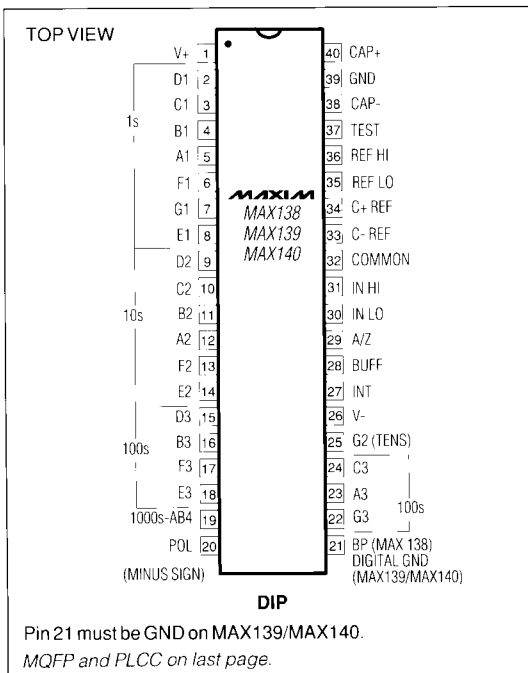 TOP VIEW
V+ 1 40 CAP+
D1 2 39 GND
C1 3 38 CAP-
1s
B1 4 37 TEST
A1 5 36 REF HI
F1 6 35 REF LO
MAXIM
G1 7 MAX138 34 C+ REF
E1 8 MAX139 33 C- REF
D2 9 MAX140 32 COMMON
C2 10 31 IN HI
10s
B2 11 30 IN LO
A2 12 29 A/Z
F2 13 28 BUFF
E2 14 27 INT
D3 15 26 V-
100s
B3 16 25 G2 (TENS)
F3 17 24 C3
E3 18 23 A3
100s
1000s-AB4 19 22 G3
POL 20 21 BP (MAX 138)
(MINUS SIGN) DIGITAL GND
(MAX139/MAX140)
DIP
Pin 21 must be GND on MAX139/MAX140.
MQFP and PLCC on last page.